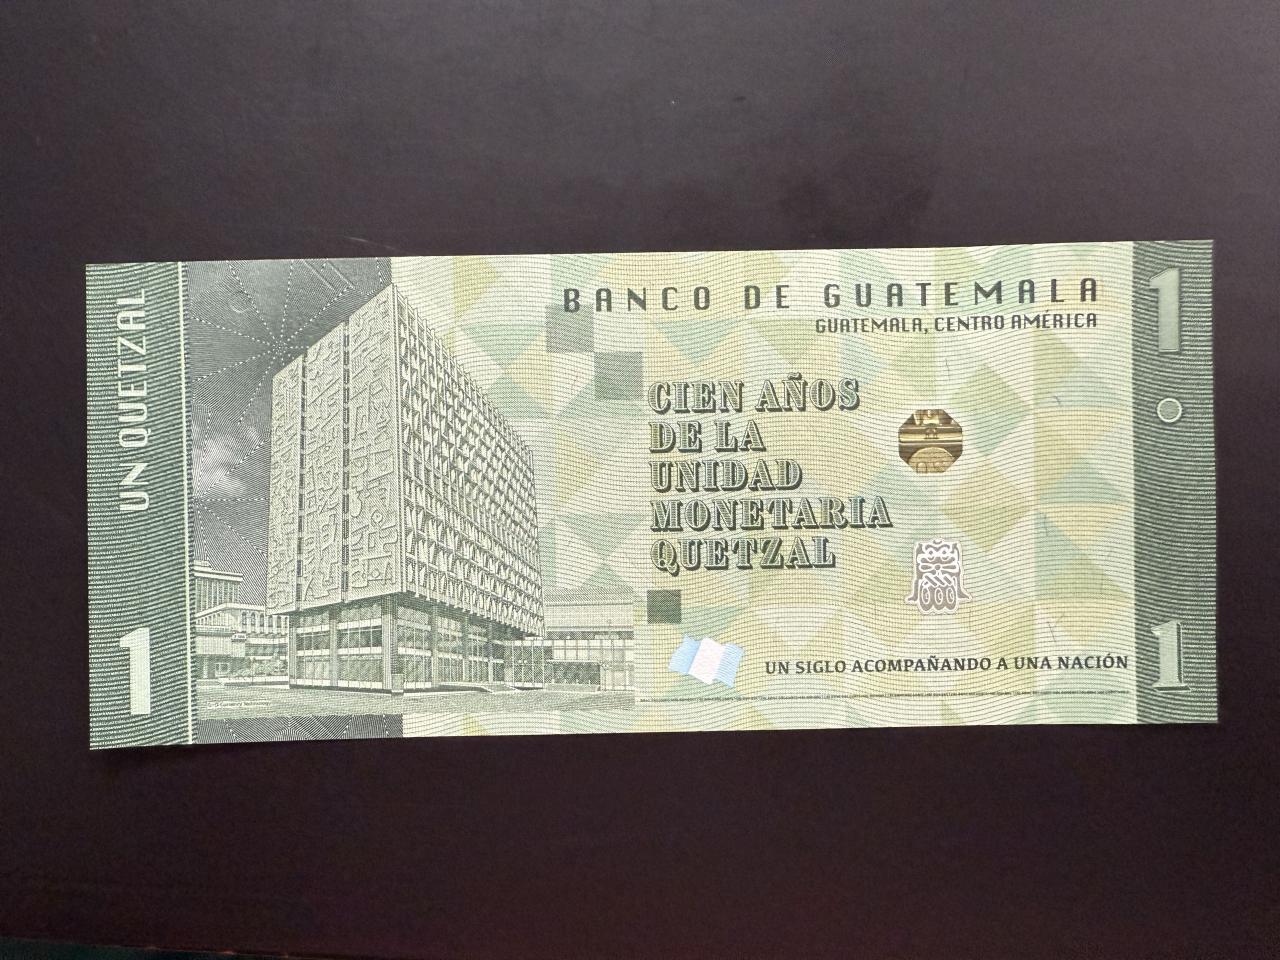 UN QUETZAL
1
BANCO DE GUATEMALA
GUATEMALA, CENTRO AMÉRICA
CIEN AÑOS
DE LA
UNIDAD
MONETARIA
QUETZAL
UN SIGLO ACOMPAÑANDO A UNA NACIÓN
1
1